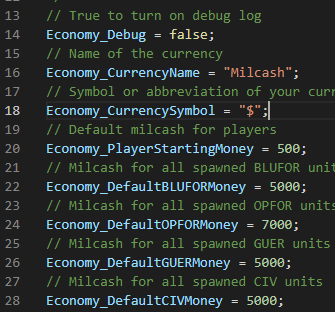 13 // True to turn on debug log
14 Economy_Debug = false;
15 // Name of the currency
16 Economy_CurrencyName = "Milcash";
17 // Symbol or abbreviation of your curr
18 Economy_CurrencySymbol = "$";
19 // Default milcash for players
20 Economy_PlayerStartingMoney = 500;
21 // Milcash for all spawned BLUFOR unit
22 Economy_DefaultBLUFORMoney = 5000;
23 // Milcash for all spawned OPFOR units
24 Economy_DefaultOPFORMoney = 7000;
25 // Milcash for all spawned GUER units
26 Economy_DefaultGUERMoney = 5000;
27 // Milcash for all spawned CIV units
28 Economy_DefaultCIVMoney = 5000;